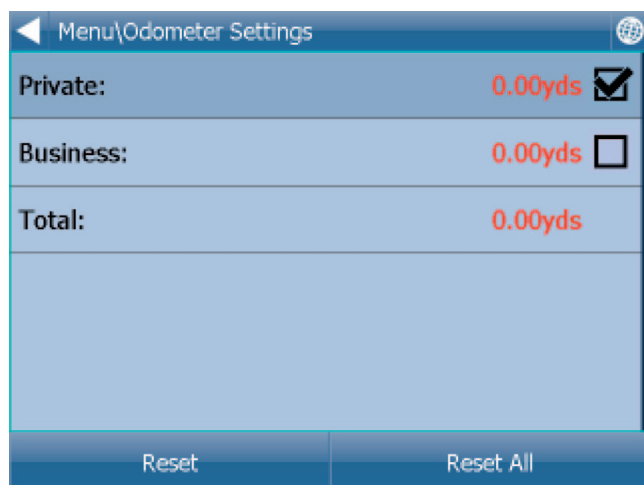 Menu\Odometer Settings
Private: 0.00yds
Business: 0.00yds
Total: 0.00yds
Reset Reset All